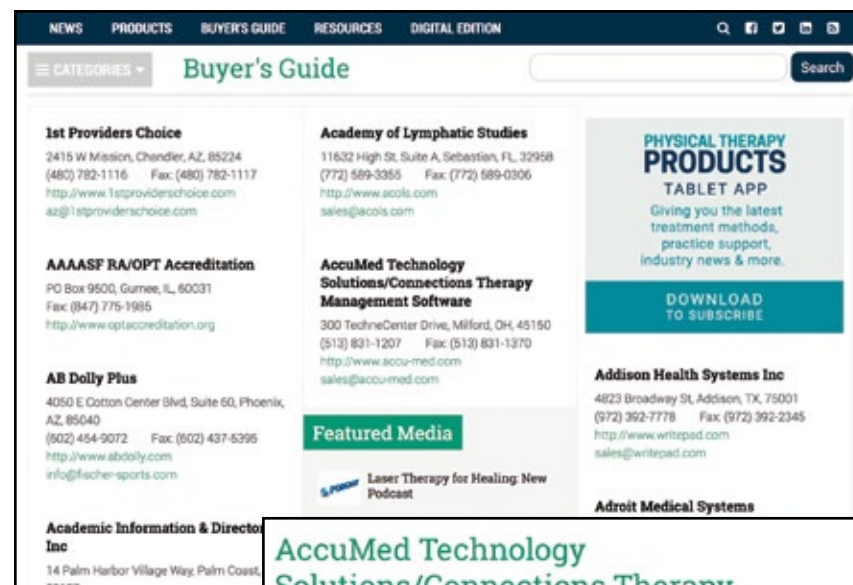 NEWS PRODUCTS BUYER'S GUIDE RESOURCES DIGITAL EDITION
CATEGORIES
Buyer's Guide
Search
1st Providers Choice
2415 W Mission, Chandler, AZ, 85224
(480) 782-1116 Fax: (480) 782-1117
http://www.1stproviderschoice.com
az@1stproviderschoice.com
AAAASF RA/OPT Accreditation
PO Box 9500, Gurnee, IL, 60031
Fax: (847) 775-1985
http://www.optaccreditation.org
AB Dolly Plus
4050 E Cotton Center Blvd, Suite 60, Phoenix,
AZ, 85040
(602) 454-9072 Fax: (602) 437-5395
http://www.abdolly.com
info@fischer-sports.com
Academic Information & Director
Inc
14 Palm Harbor Village Way, Palm Coast,
Academy of Lymphatic Studies
11632 High St, Suite A, Sebastian, FL, 32958
(772) 589-3355 Fax: (772) 589-0306
http://www.acols.com
sales@acols.com
AccuMed Technology
Solutions/Connections Therapy
Management Software
300 TechneCenter Drive, Milford, OH, 45150
(513) 831-1207 Fax: (513) 831-1370
http://www.accu-med.com
sales@accu-med.com
Featured Media
Laser Therapy for Healing: New
Podcast
PHYSICAL THERAPY
PRODUCTS
TABLET APP
Giving you the latest
treatment methods,
practice support,
industry news & more.
DOWNLOAD
TO SUBSCRIBE
Addison Health Systems Inc
4823 Broadway St, Addison, TX, 75001
(972) 392-7778 Fax: (972) 392-2345
http://www.writepad.com
sales@writepad.com
Adroit Medical Systems
AccuMed Technology
Solutions/Connections Therapy